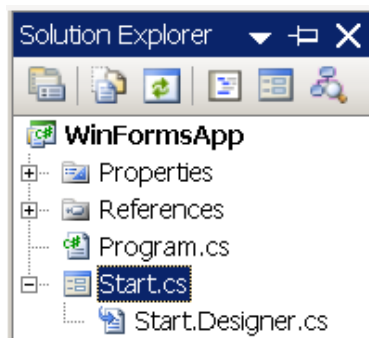 Solution Explorer
WinFormsApp
Properties
References
Program.cs
Start.cs
Start.Designer.cs